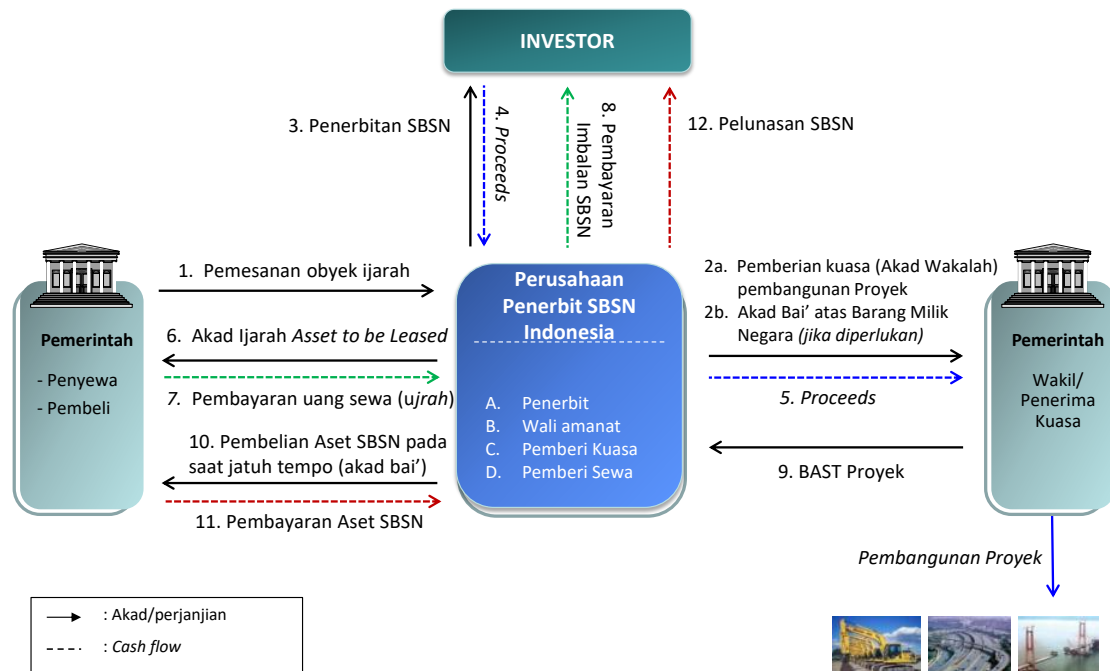 INVESTOR
3. Penerbitan SBSN
4. Proceeds
8. Pembayaran
Imbalan SBSN
12. Pelunasan SBSN
Pemerintah
- Penyewa
- Pembeli
1. Pemesanan obyek ijarah
6. Akad Ijarah Asset to be Leased
7. Pembayaran uang sewa (ujrah)
10. Pembelian Aset SBSN pada
saat jatuh tempo (akad bai’)
11. Pembayaran Aset SBSN
Perusahaan
Penerbit SBSN
Indonesia
A. Penerbit
B. Wali amanat
C. Pemberi Kuasa
D. Pemberi Sewa
2a. Pemberian kuasa (Akad Wakalah)
pembangunan Proyek
2b. Akad Bai’ atas Barang Milik
Negara (jika diperlukan)
5. Proceeds
9. BAST Proyek
Pemerintah
Wakil/
Penerima
Kuasa
Pembangunan Proyek
: Akad/perjanjian
: Cash flow